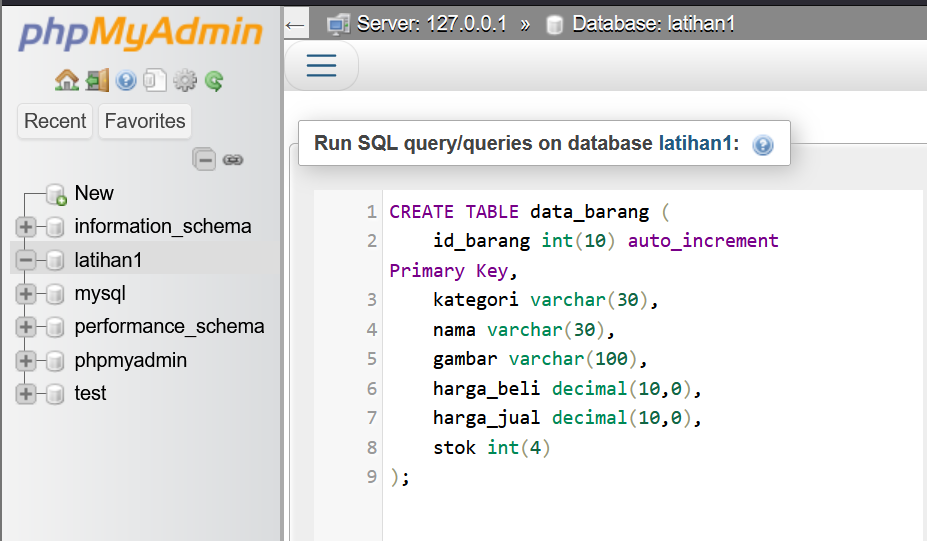 phpMyAdmin
Recent Favorites
New
information_schema
latihan1
mysql
performance_schema
phpmyadmin
test
Server: 127.0.0.1 » Database: latihan1
Run SQL query/queries on database latihan1:
1 CREATE TABLE data_barang (
2 id_barang int(10) auto_increment
Primary Key,
3 kategori varchar(30),
4 nama varchar(30),
5 gambar varchar(100),
6 harga_beli decimal(10,0),
7 harga_jual decimal(10,0),
8 stok int(4)
9 );